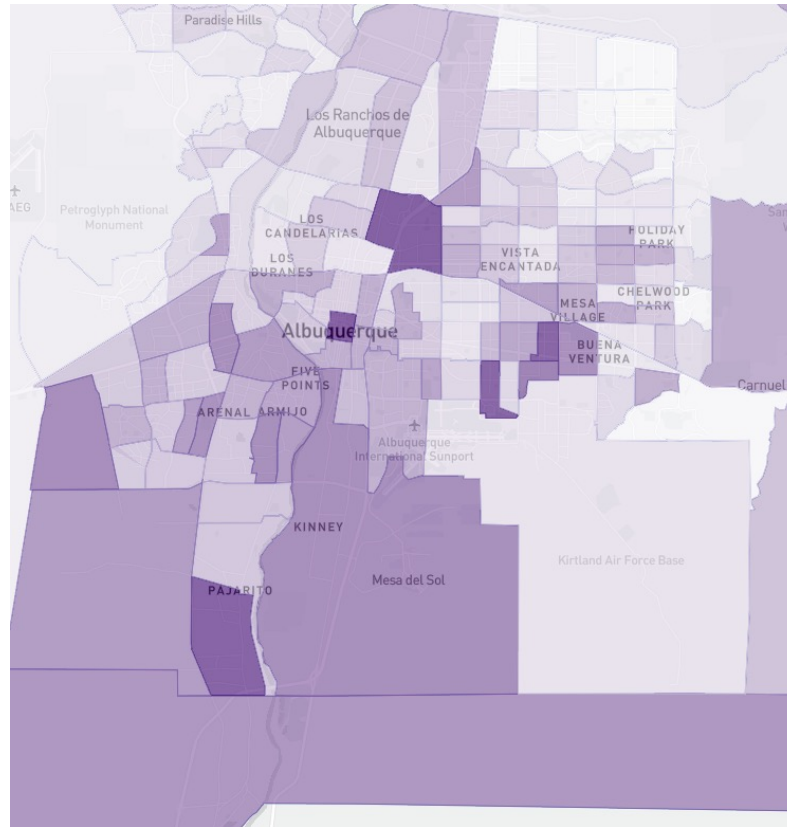 Paradise Hills
Los Ranchos de
Albuquerque
AEG
Petroglyph National
Monument
LOS
CANDELARIAS
HOLIDAY
PARK
LOS
DURANES
VISTA
ENCANTADA
MESA
VILLAGE
CHELWOOD
PARK
Albuquerque
BUENA
VENTURA
FIVE
POINTS
Carnuel
ARENAL
ARMIJO
Albuquerque
International Sunport
KINNEY
Kirtland Air Force Base
Mesa del Sol
PAJARITO